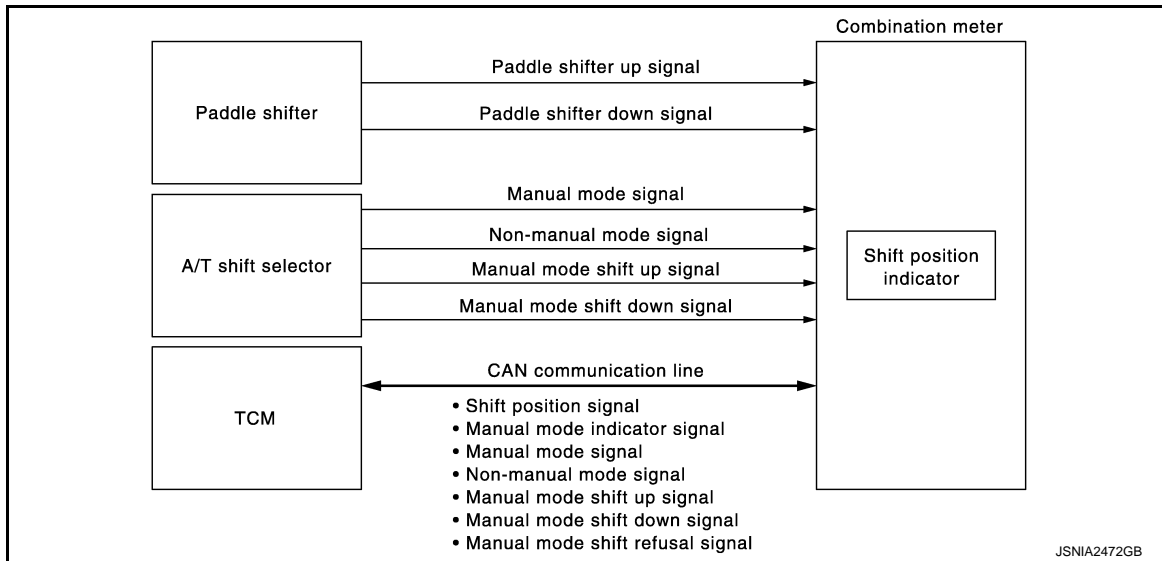 Combination meter
Paddle shifter
Paddle shifter up signal
Paddle shifter down signal
A/T shift selector
Manual mode signal
Non-manual mode signal
Manual mode shift up signal
Manual mode shift down signal
Shift position
indicator
TCM
CAN communication line
• Shift position signal
• Manual mode indicator signal
• Manual mode signal
• Non-manual mode signal
• Manual mode shift up signal
• Manual mode shift down signal
• Manual mode shift refusal signal
JSNIA2472GB